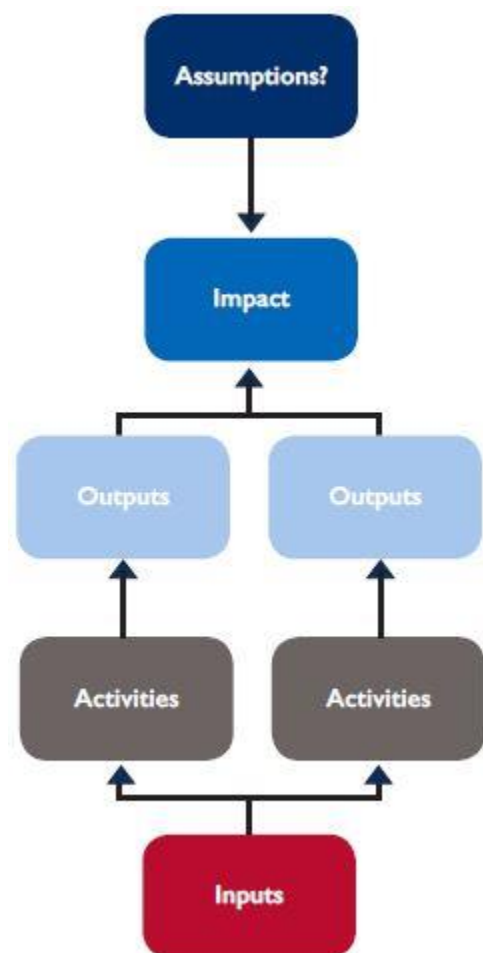 Assumptions?
Impact
Outputs
Outputs
Activities
Activities
Inputs